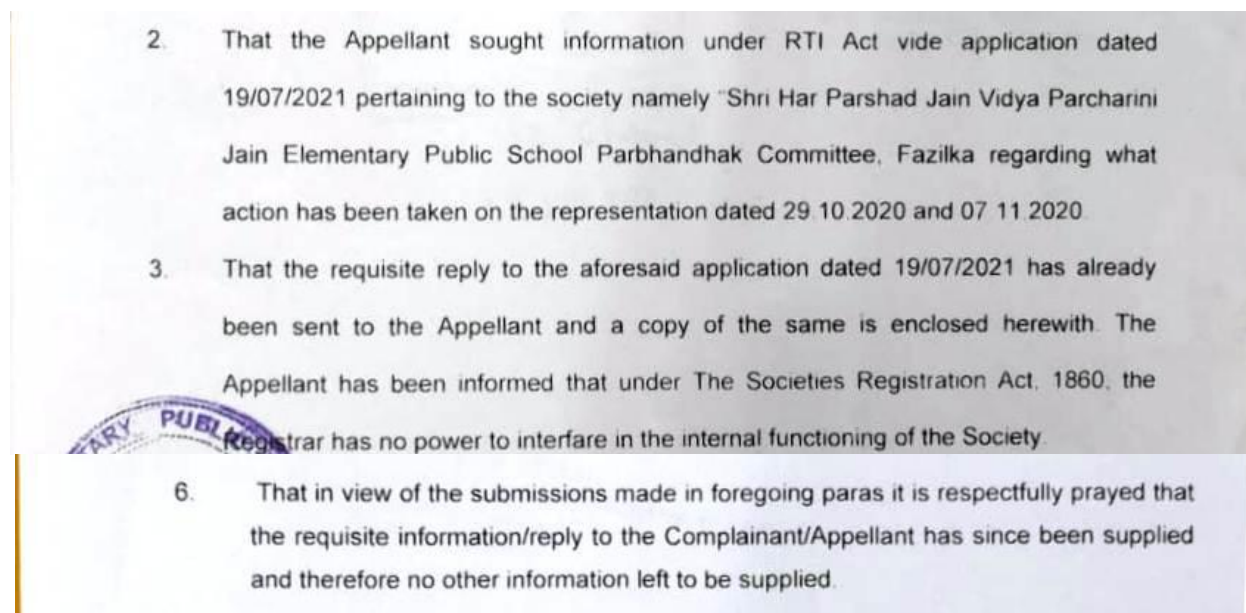 2. That the Appellant sought information under RTI Act vide application dated
19/07/2021 pertaining to the society namely "Shri Har Parshad Jain Vidya Parcharini
Jain Elementary Public School Parbhandhak Committee, Fazilka regarding what
action has been taken on the representation dated 29.10.2020 and 07.11.2020.
3. That the requisite reply to the aforesaid application dated 19/07/2021 has already
been sent to the Appellant and a copy of the same is enclosed herewith. The
Appellant has been informed that under The Societies Registration Act, 1860, the
ARY PUBL
Registrar has no power to interfare in the internal functioning of the Society.
6. That in view of the submissions made in foregoing paras it is respectfully prayed that
the requisite information/reply to the Complainant/Appellant has since been supplied
and therefore no other information left to be supplied.